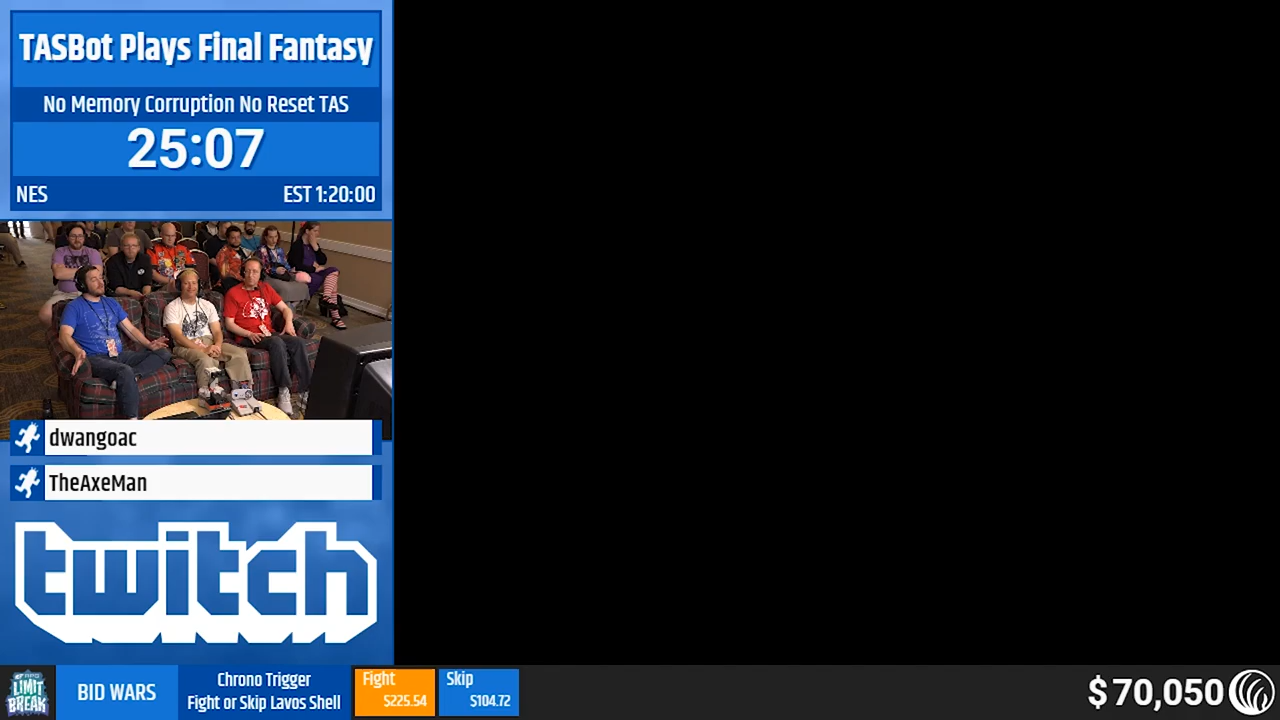 TASBot Plays Final Fantasy
No Memory Corruption No Reset TAS
25:07
NES
EST 1:20:00
dwangoac
TheAxeMan
twitch
LIMIT
BREAK
BID WARS
Chrono Trigger
Fight or Skip Lavos Shell
Fight
$225.54
Skip
$104.72
$70,050